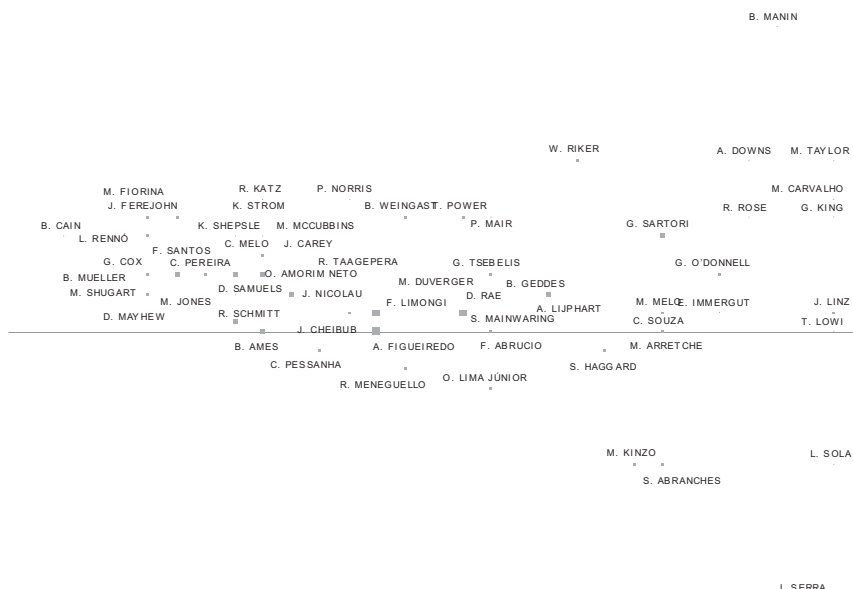 B. MANIN
W. RIKER
A. DOWNS
M. TAYLOR
M. FIORINA
R. KATZ
P. NORRIS
M. CARVALHO
J. FEREJOHN
K. STROM
B. WEINGAST
T. POWER
R. ROSE
G. KING
B. CAIN
K. SHEPSLE
M. MCCUBBINS
P. MAIR
G. SARTORI
L. RENNÓ
F. SANTOS
C. MELO
J. CAREY
G. COX
C. PEREIRA
R. TAAGEPERA
G. TSEBELIS
G. O'DONNELL
B. MUELLER
O. AMORIM NETO
M. DUVERGER
B. GEDDES
M. SHUGART
D. SAMUELS
J. NICOLAU
D. RAE
M. JONES
F. LIMONGI
A. LIJPHART
M. MELO
E. IMMERGUT
J. LINZ
D. MAYHEW
R. SCHMITT
S. MAINWARING
C. SOUZA
T. LOWI
J. CHEIBUB
B. AMES
A. FIGUEIREDO
F. ABRUCIO
M. ARRETCHE
C. PESSANHA
S. HAGGARD
R. MENEGUELLO
O. LIMA JÚNIOR
M. KINZO
L. SOLA
S. ABRANCHES